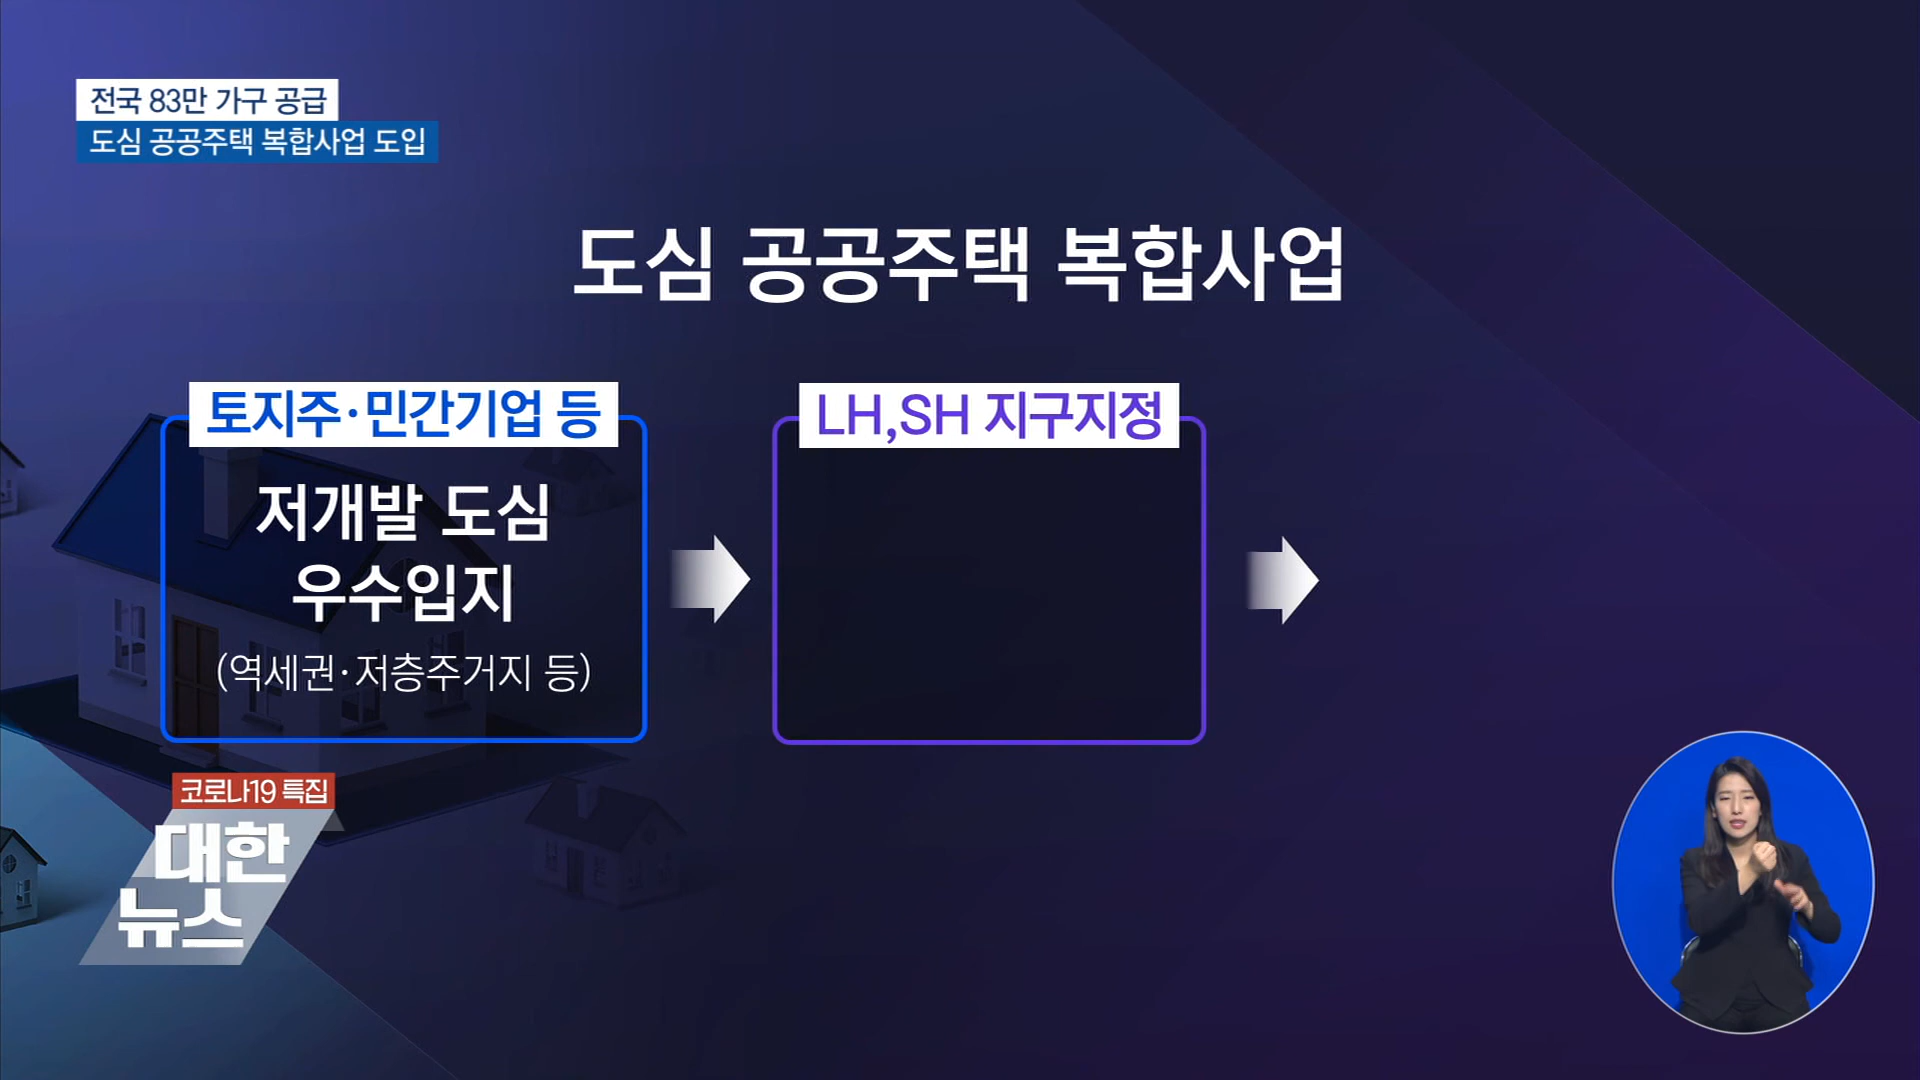 전국 83만 가구 공급
도심 공공주택 복합사업 도입
도심 공공주택 복합사업
토지주·민간기업 등
저개발 도심
우수입지
(역세권·저층주거지 등)
LH,SH 지구지정
코로나19 특집
대한
뉴스